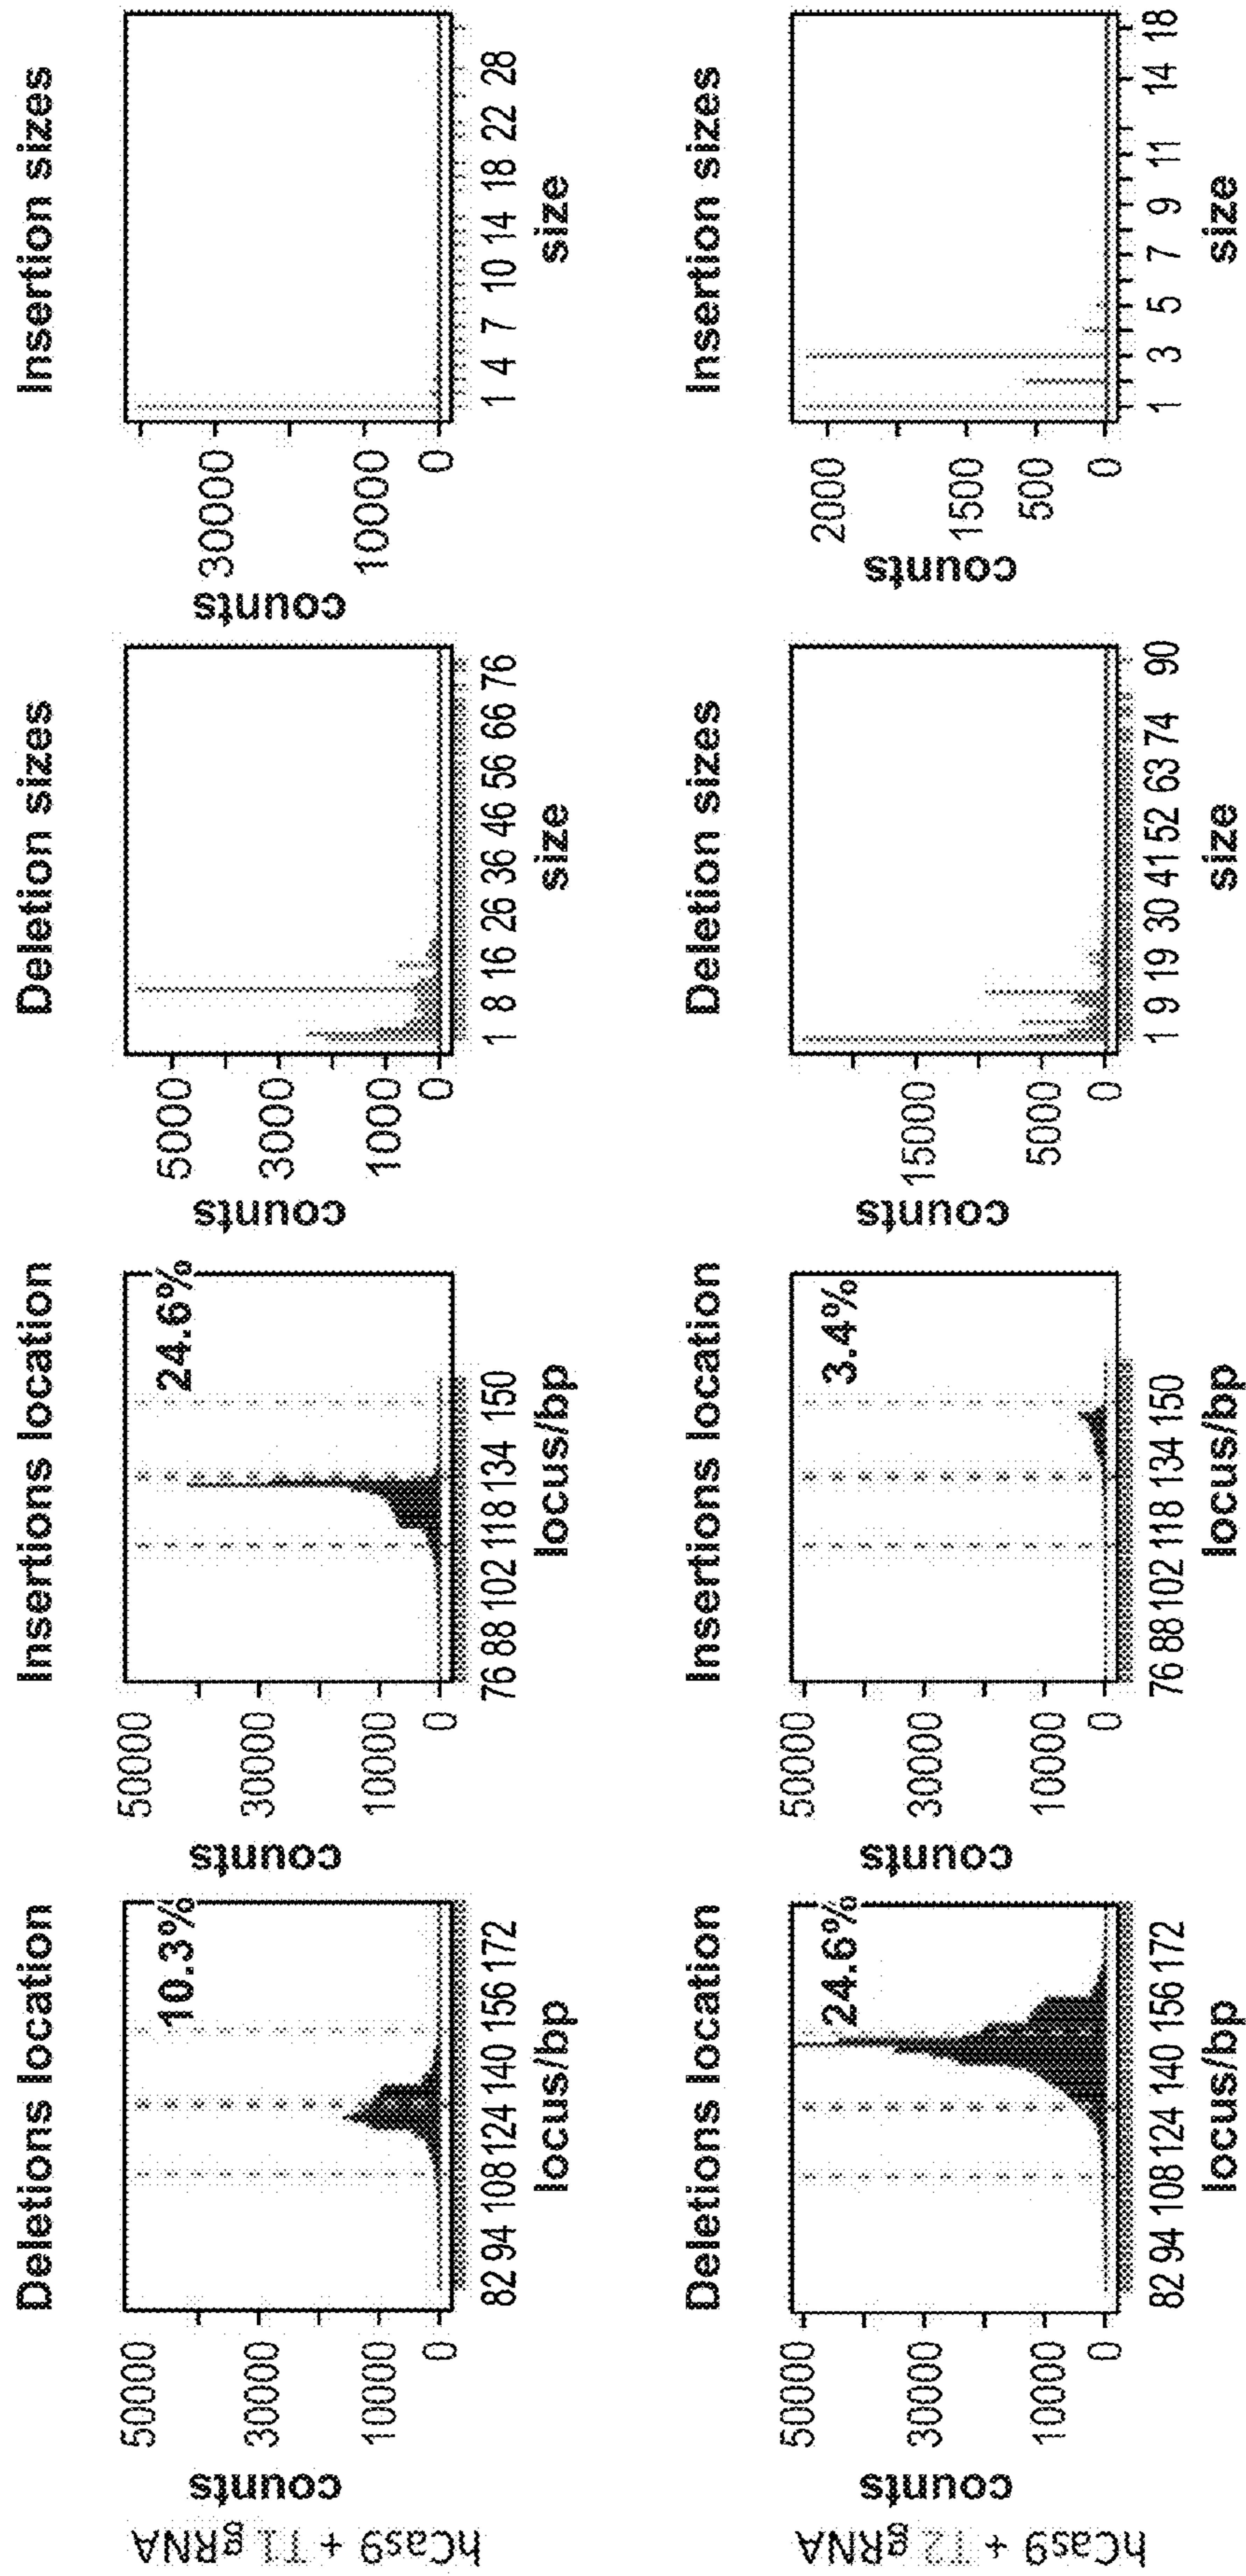 hCas9 + T1 gRNA
Deletions location
counts
50000
30000
10000
0
10.3%
82 94 108 124 140 156 172
locus/bp
Insertions location
counts
50000
30000
10000
0
24.6%
76 88 102 118 134 150
locus/bp
Deletion sizes
counts
5000
3000
1000
0
1 8 16 26 36 46 56 66 76
size
Insertion sizes
counts
30000
10000
0
1 4 7 10 14 18 22 28
size
hCas9 + T2 gRNA
Deletions location
counts
50000
30000
10000
0
24.6%
82 94 108 124 140 156 172
locus/bp
Insertions location
counts
50000
30000
10000
0
3.4%
76 88 102 118 134 150
locus/bp
Deletion sizes
counts
15000
5000
0
1 9 19 30 41 52 63 74 90
size
Insertion sizes
counts
2000
1500
500
0
1 3 5 7 9 11 14 18
size